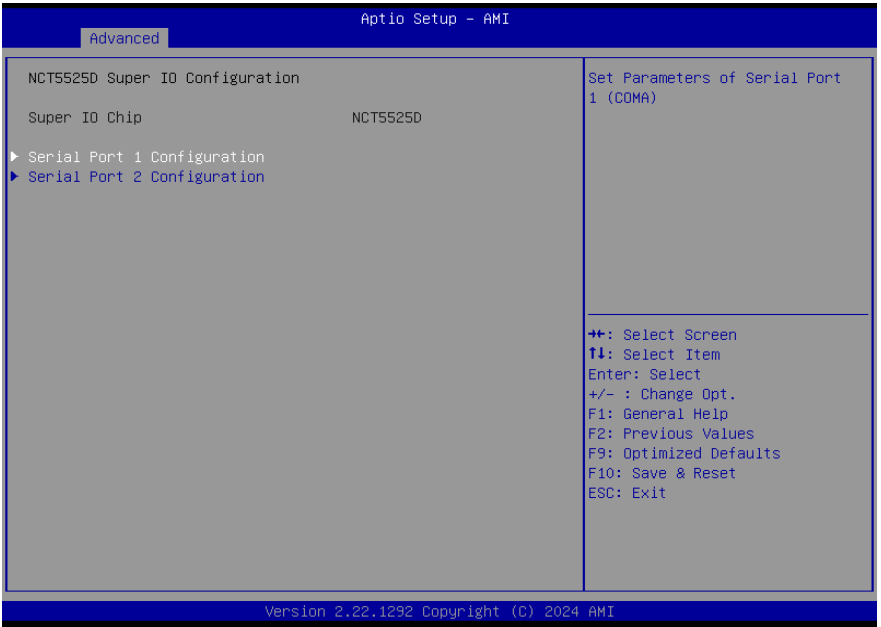 Aptio Setup – AMI
Advanced
NCT5525D Super IO Configuration
Super IO Chip NCT5525D
▶ Serial Port 1 Configuration
▶ Serial Port 2 Configuration
Set Parameters of Serial Port
1 (COMA)
→←: Select Screen
↑↓: Select Item
Enter: Select
+/- : Change Opt.
F1: General Help
F2: Previous Values
F9: Optimized Defaults
F10: Save & Reset
ESC: Exit
Version 2.22.1292 Copyright (C) 2024 AMI